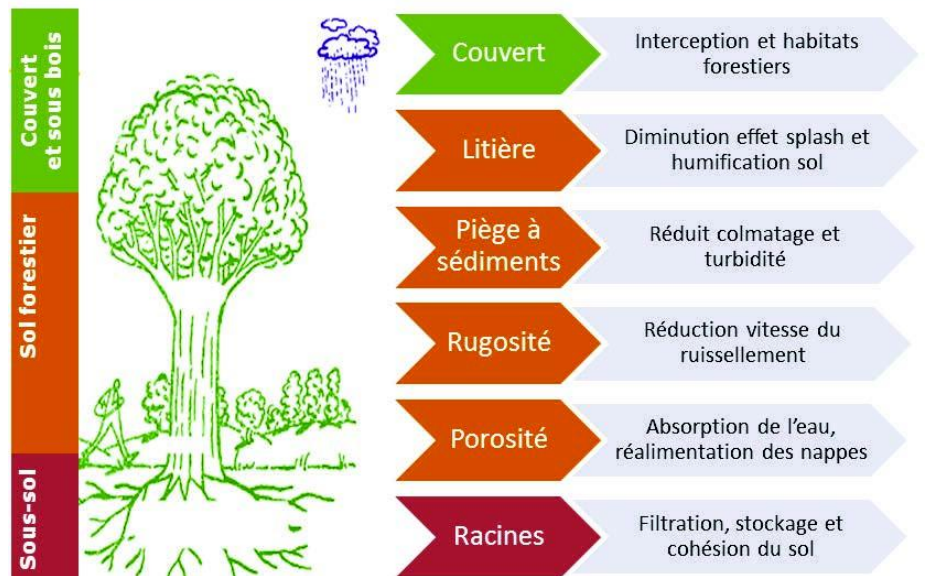 Couvert
et sous bois
Sol forestier
Sous-sol
Couvert
Interception et habitats
forestiers
Litière
Diminution effet splash et
humification sol
Piège à
sédiments
Réduit colmatage et
turbidité
Rugosité
Réduction vitesse du
ruissellement
Porosité
Absorption de l’eau,
réalimentation des nappes
Racines
Filtration, stockage et
cohésion du sol